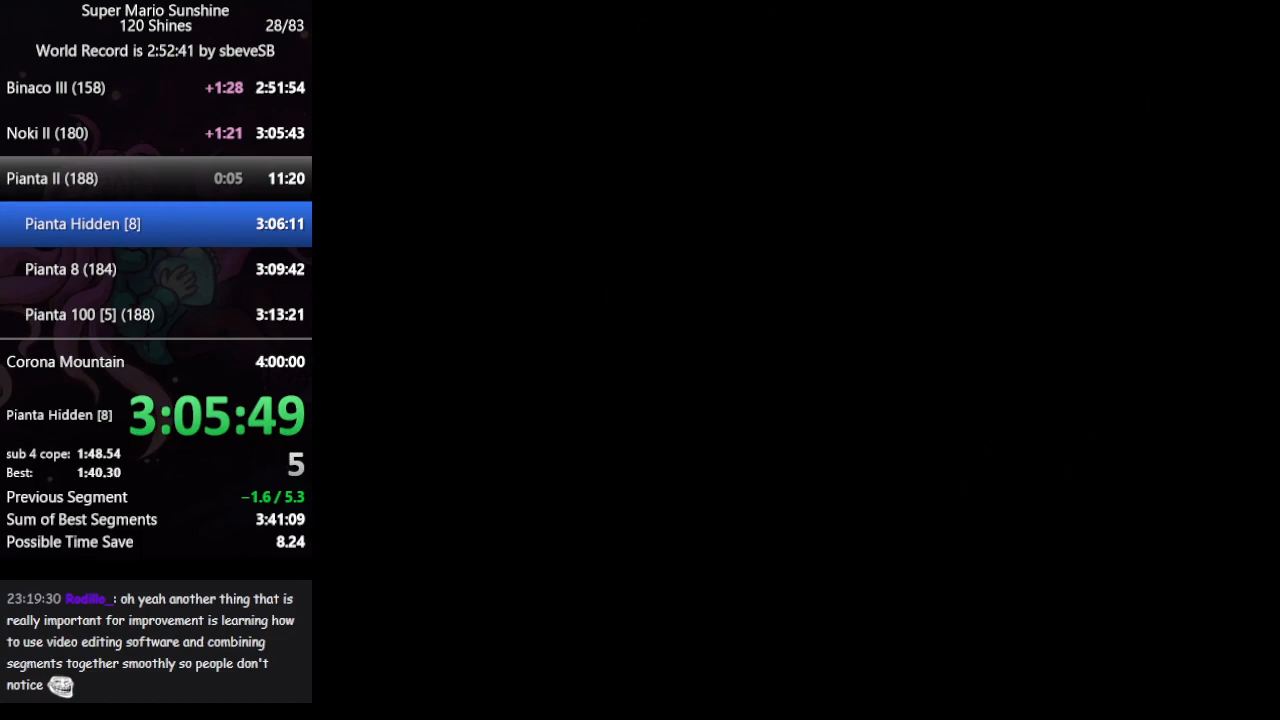 Super Mario Sunshine
120 Shines 28/83
World Record is 2:52:41 by sbeveSB
Binaco III (158) +1:28 2:51:54
Noki II (180) +1:21 3:05:43
Pianta II (188) 0:05 11:20
Pianta Hidden [8] 3:06:11
Pianta 8 (184) 3:09:42
Pianta 100 [5] (188) 3:13:21
Corona Mountain 4:00:00
Pianta Hidden [8] 3:05:49
sub 4 cope: 1:48.54
Best: 1:40.30 5
Previous Segment −1.6 / 5.3
Sum of Best Segments 3:41:09
Possible Time Save 8.24
23:19:30 Rodillo_: oh yeah another thing that is
really important for improvement is learning how
to use video editing software and combining
segments together smoothly so people don't
notice